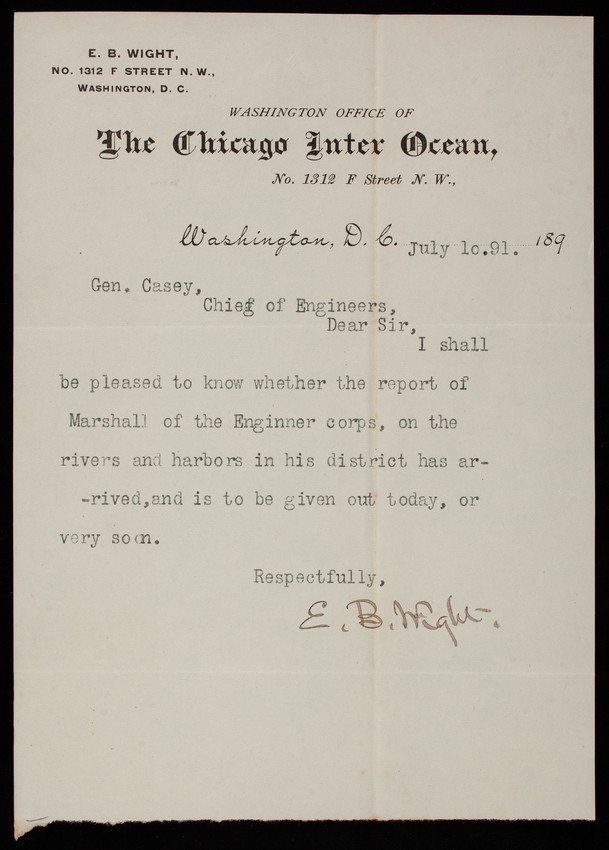 E. B. WIGHT,
NO. 1312 F STREET N. W.,
WASHINGTON, D. C.
WASHINGTON OFFICE OF
The Chicago Inter Ocean,
No. 1312 F Street N. W.,
Washington, D. C. July 1o.91. 189
Gen. Casey,
Chief of Engineers,
Dear Sir,
I shall
be pleased to know whether the report of
Marshall of the Enginner corps, on the
rivers and harbors in his district has ar-
-rived,and is to be given out today, or
very soon.
Respectfully,
E. B. Wight.